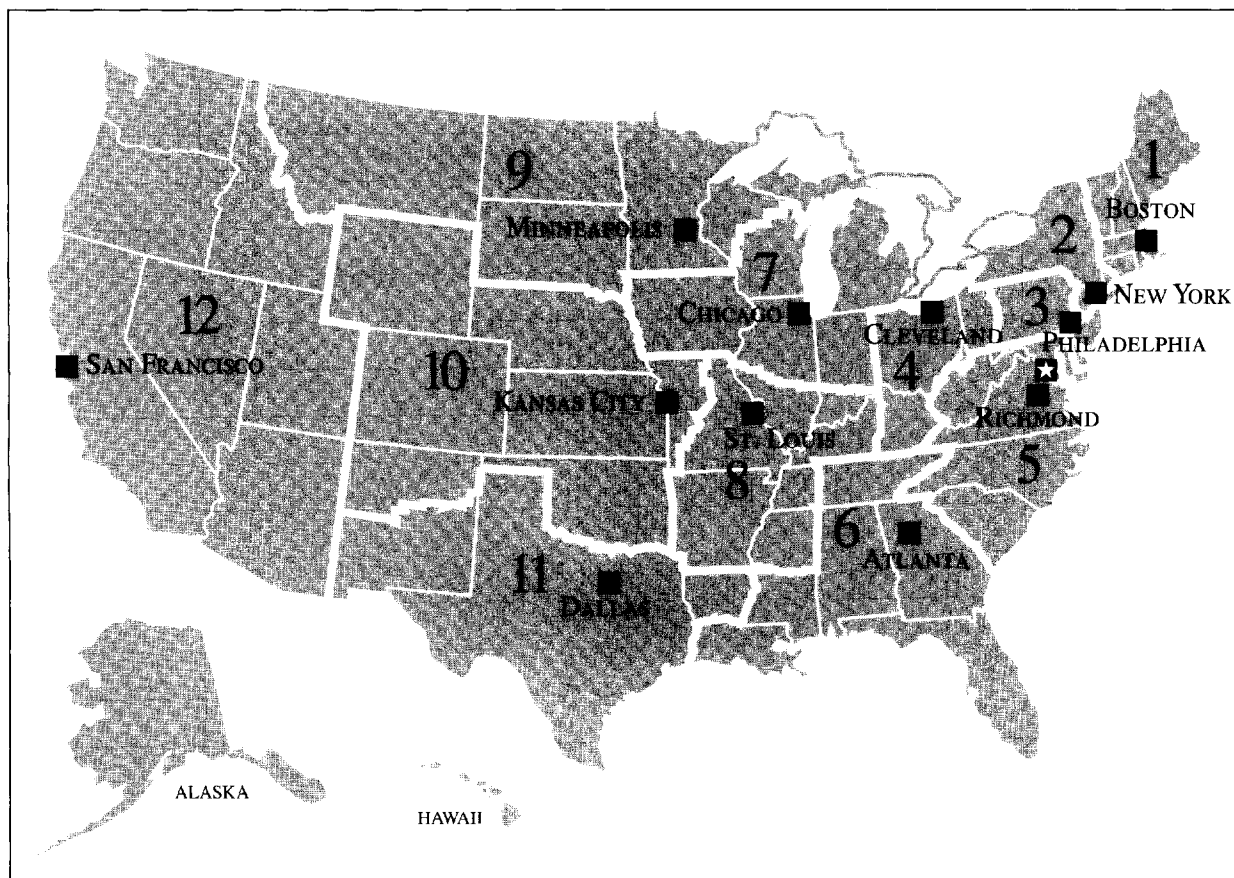 1
BOSTON
9
2
MINNEAPOLIS
7
NEW YORK
12
3
CHICAGO
CLEVELAND
PHILADELPHIA
SAN FRANCISCO
10
4
KANSAS CITY
RICHMOND
ST. LOUIS
5
8
6
ATLANTA
11
DALLAS
ALASKA
HAWAII